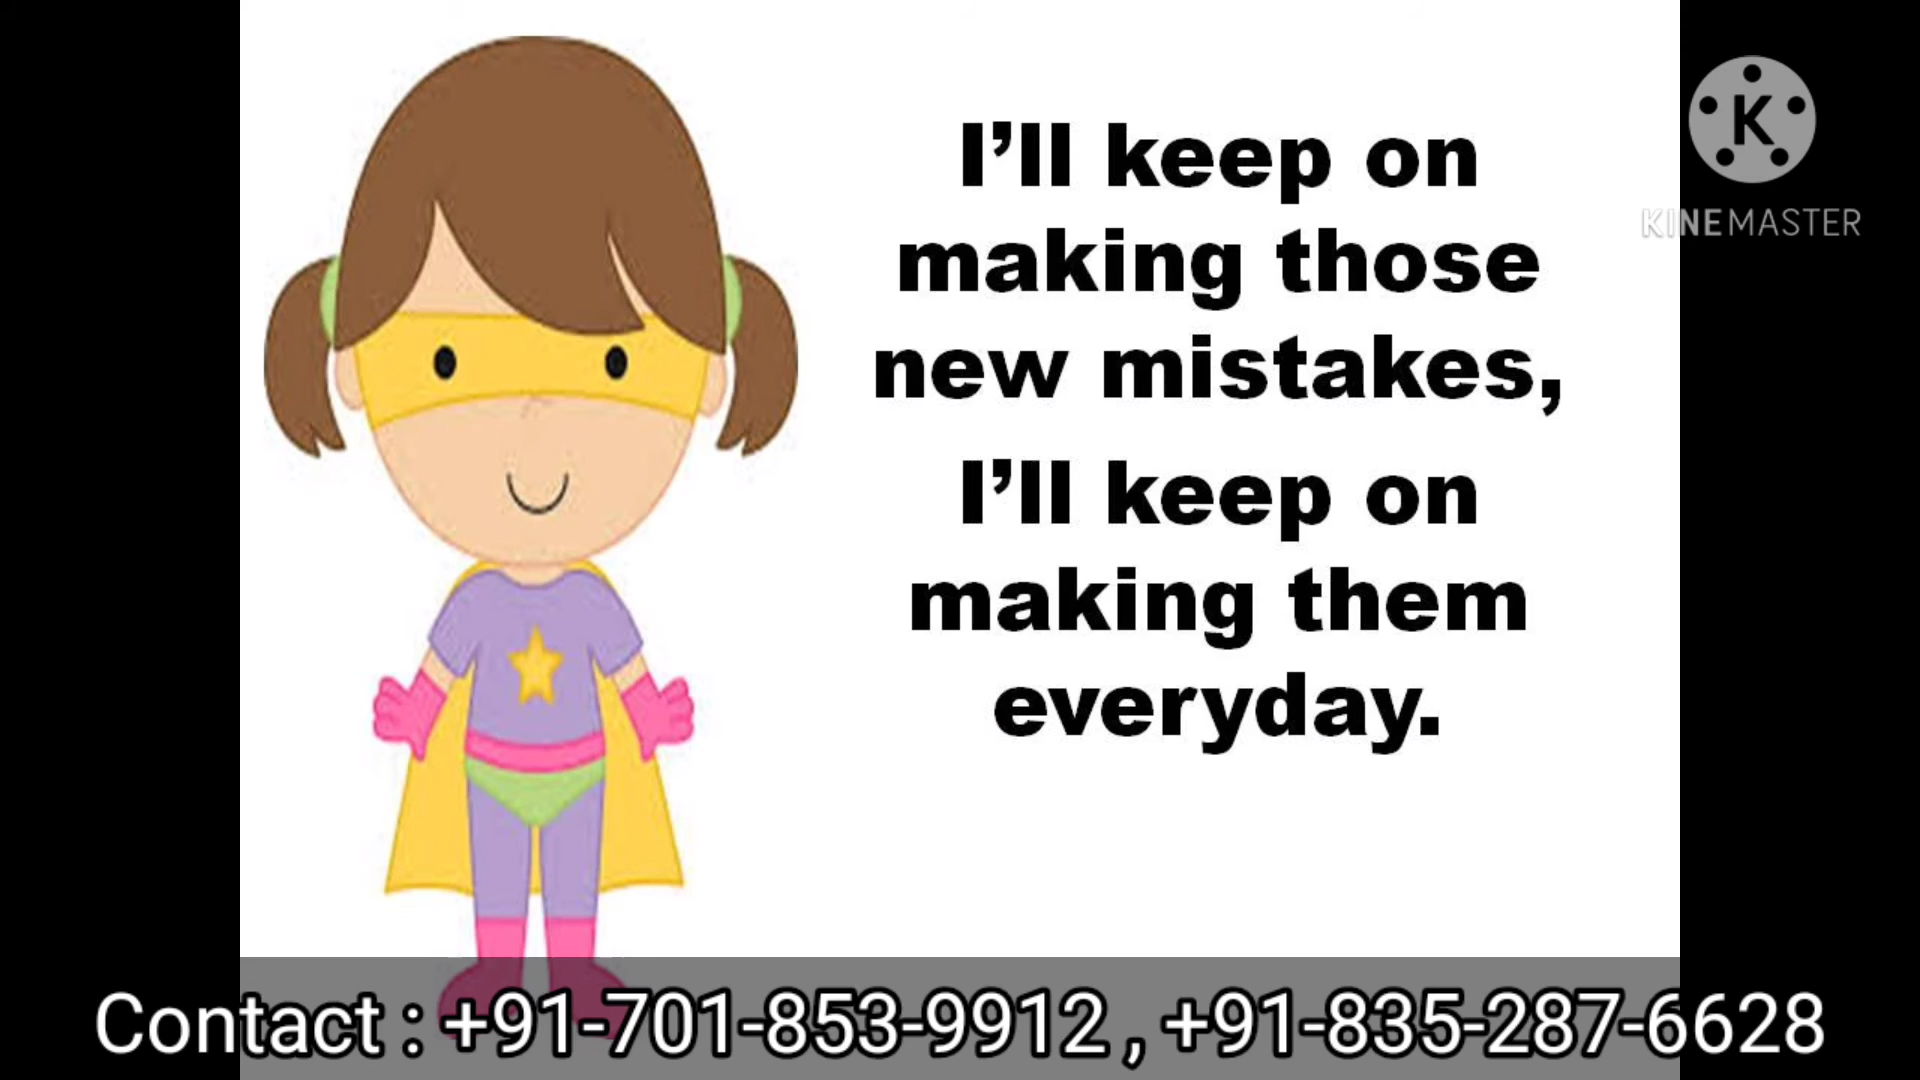 I’ll keep on
making those
new mistakes,
I’ll keep on
making them
everyday.
K
KINEMASTER
Contact : +91-701-853-9912 , +91-835-287-6628